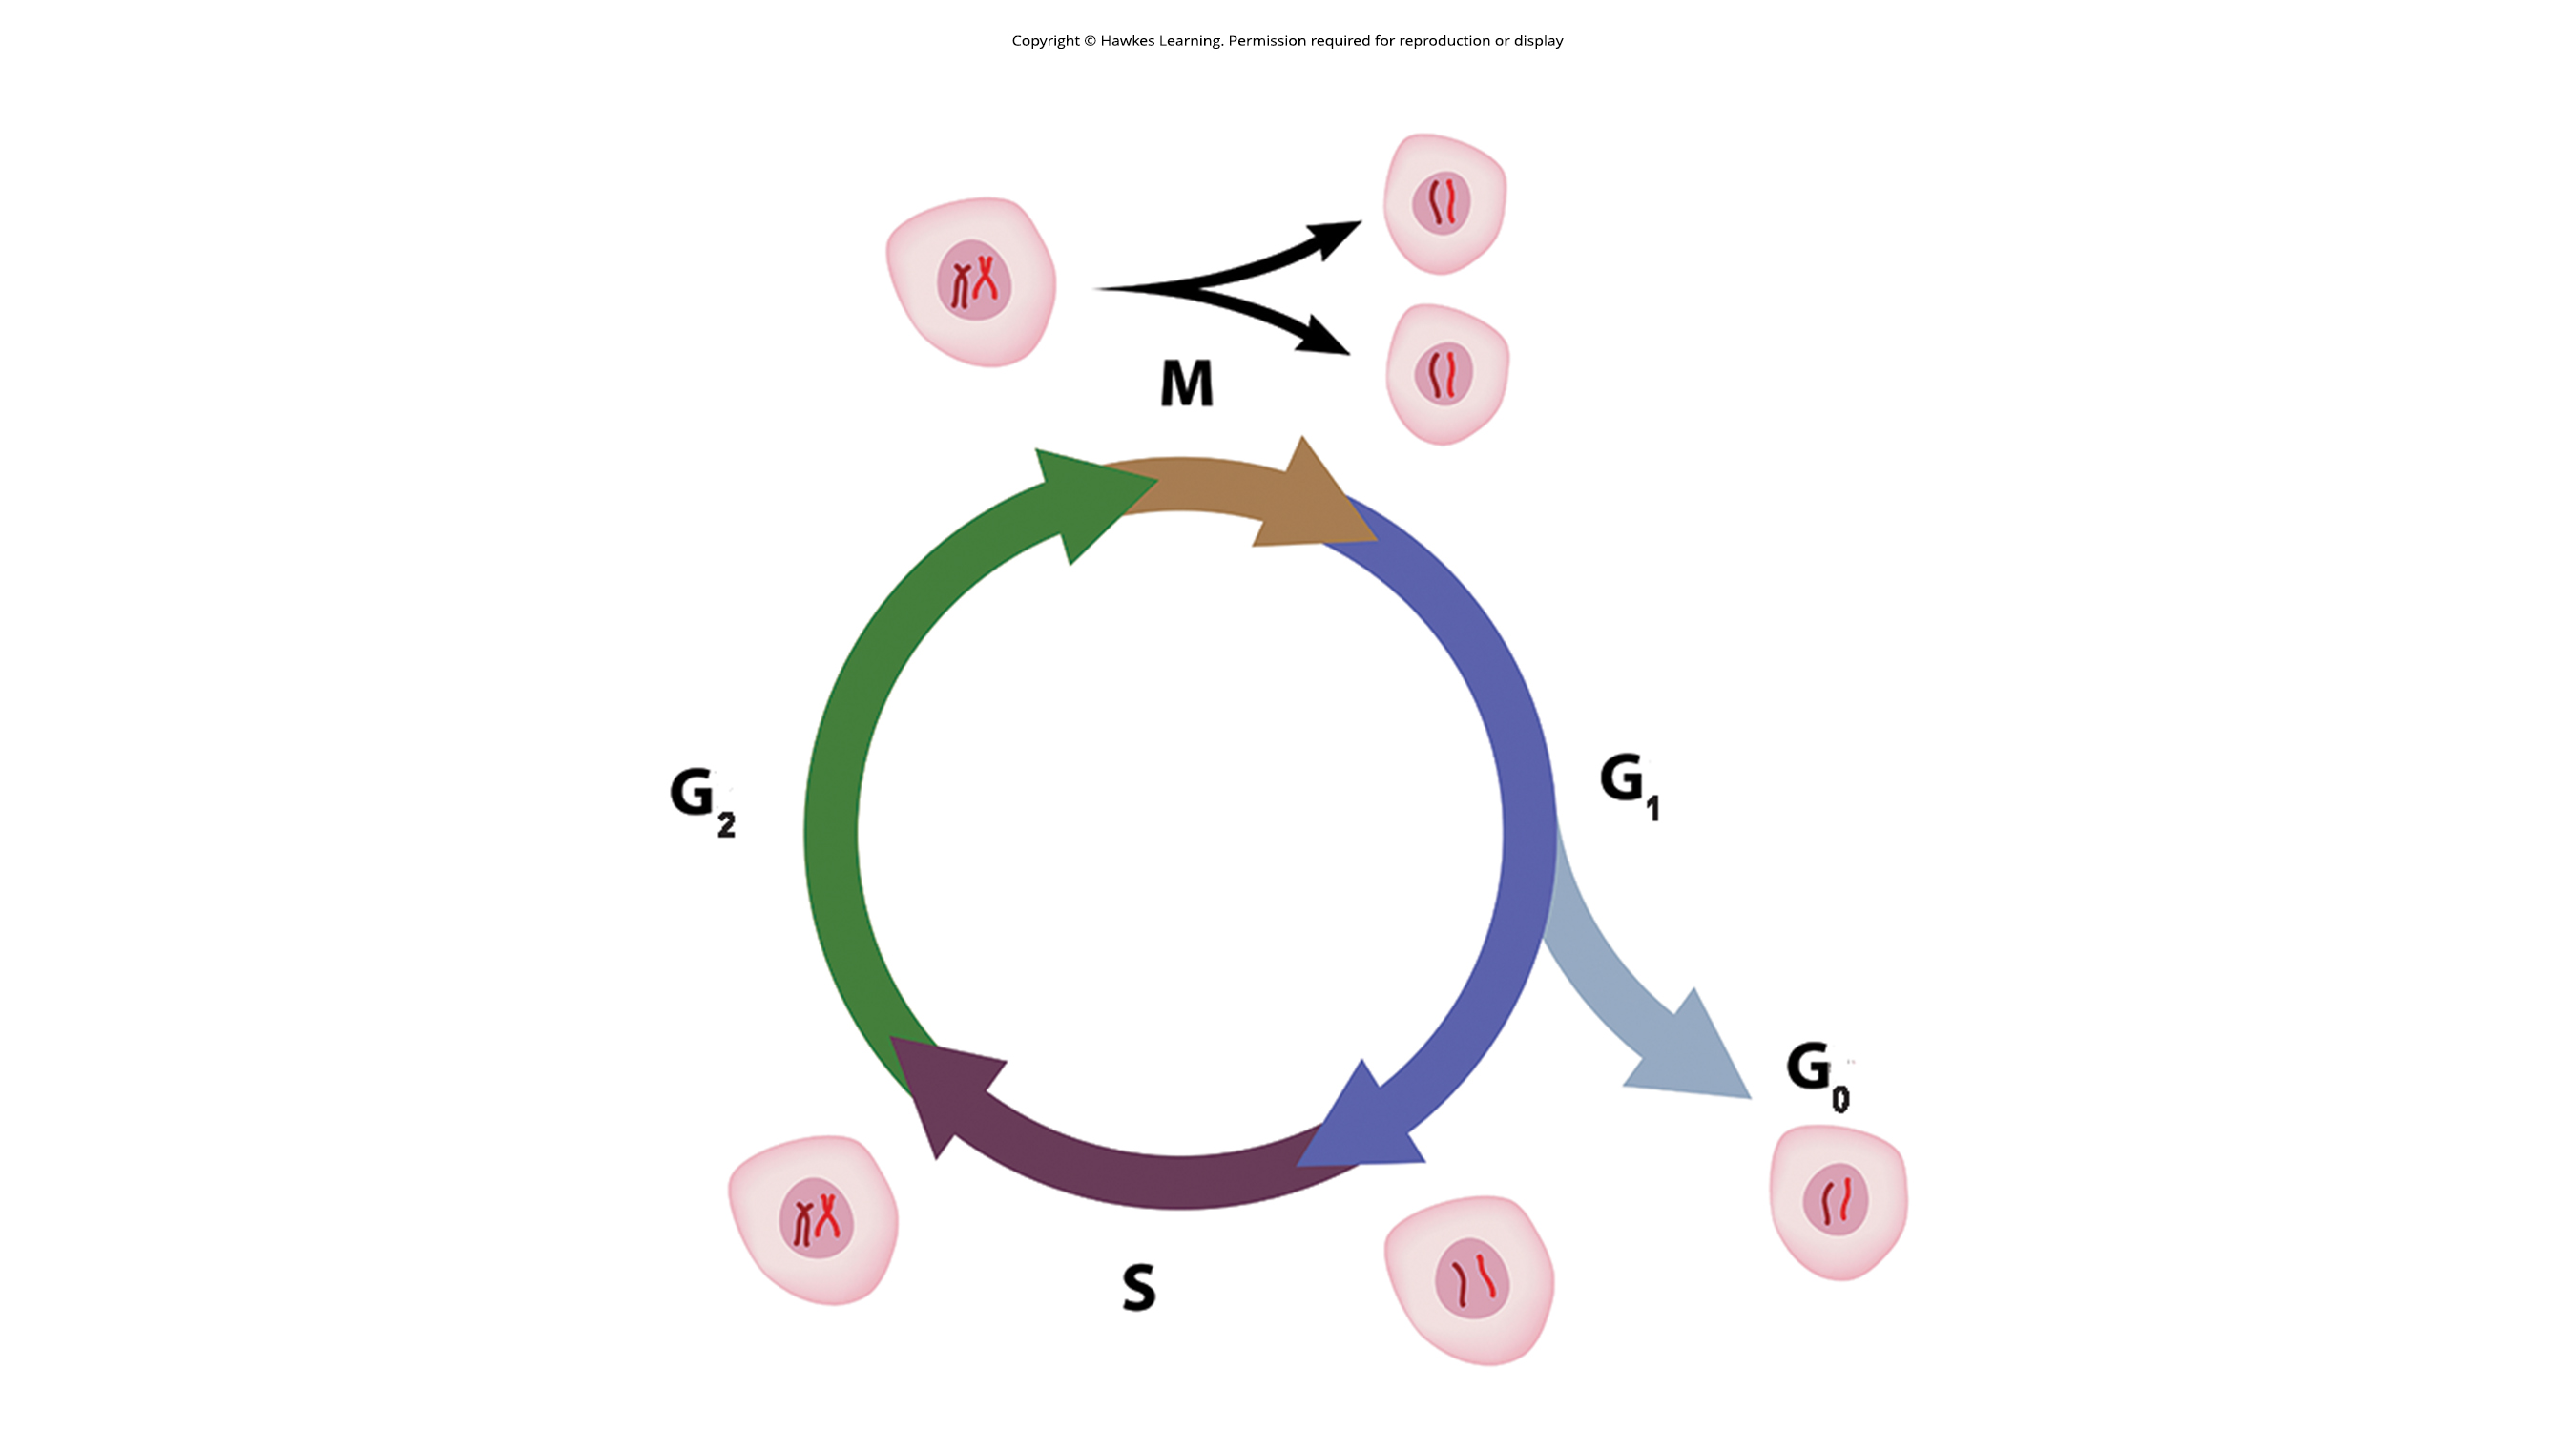 Copyright © Hawkes Learning. Permission required for reproduction or display
M
G₂
G₁
G₀
S